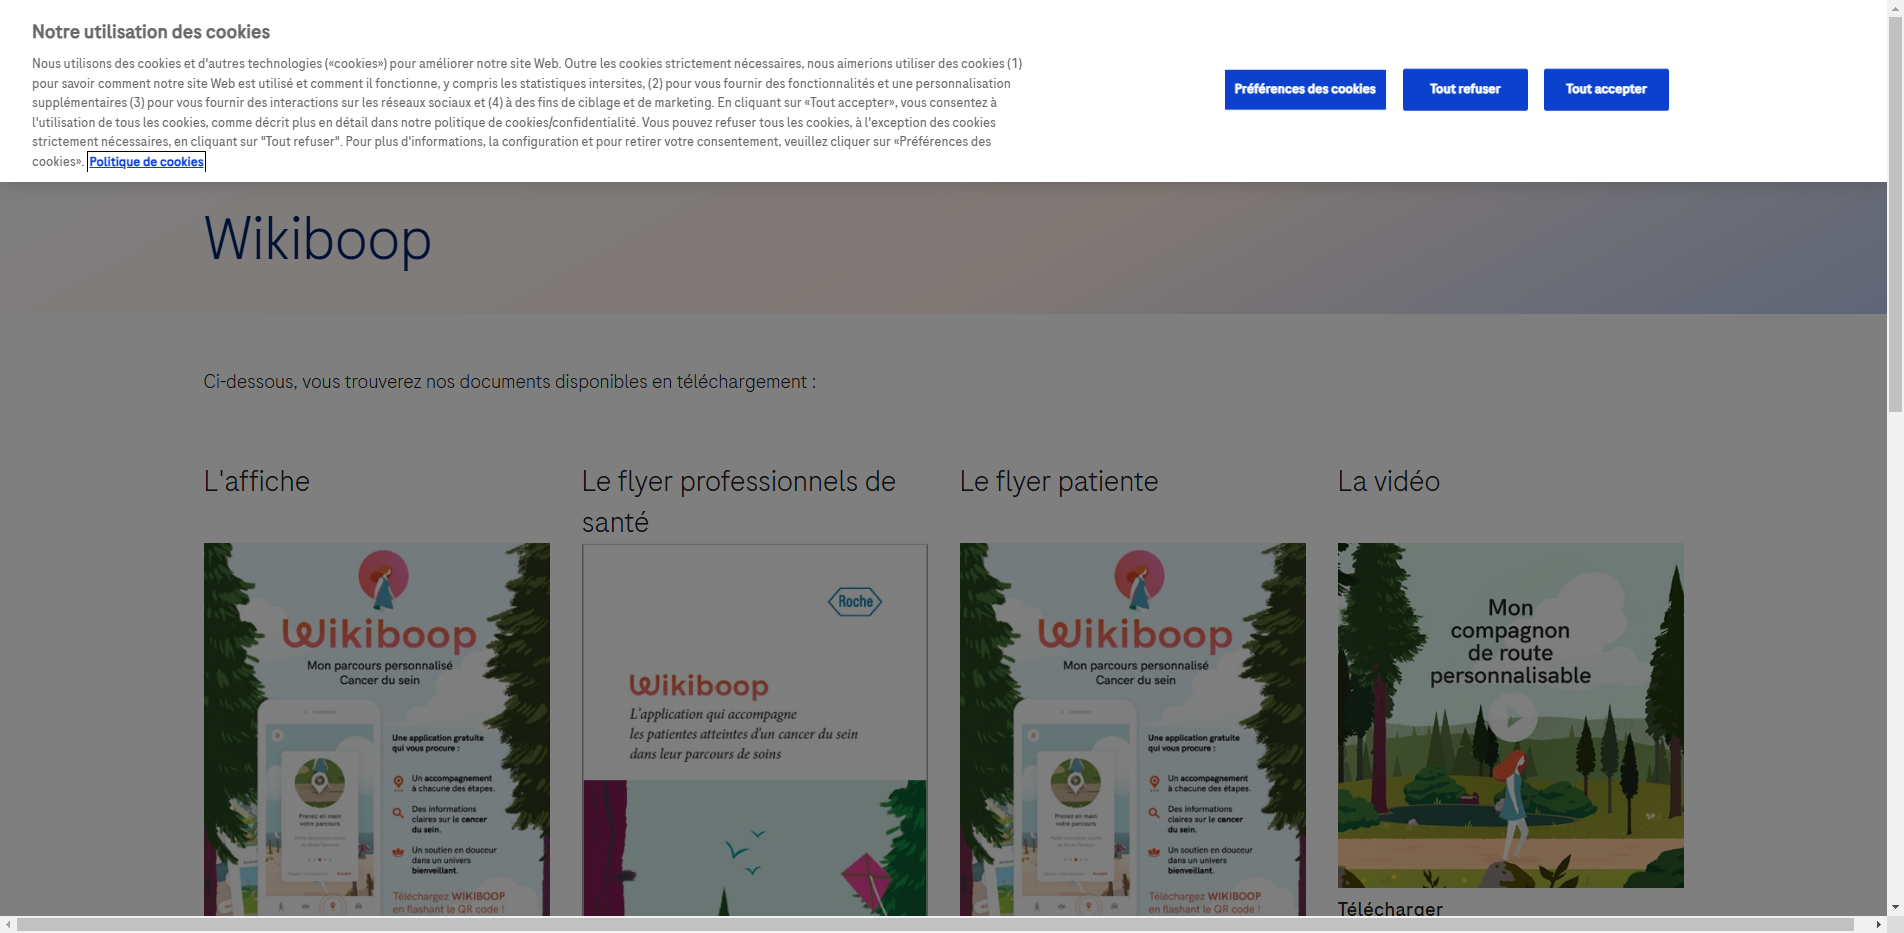 Notre utilisation des cookies
Nous utilisons des cookies et d'autres technologies («cookies») pour améliorer notre site Web. Outre les cookies strictement nécessaires, nous aimerions utiliser des cookies (1)
pour savoir comment notre site Web est utilisé et comment il fonctionne, y compris les statistiques intersites, (2) pour vous fournir des fonctionnalités et une personnalisation
supplémentaires (3) pour vous fournir des interactions sur les réseaux sociaux et (4) à des fins de ciblage et de marketing. En cliquant sur «Tout accepter», vous consentez à
l'utilisation de tous les cookies, comme décrit plus en détail dans notre politique de cookies/confidentialité. Vous pouvez refuser tous les cookies, à l'exception des cookies
strictement nécessaires, en cliquant sur "Tout refuser". Pour plus d'informations, la configuration et pour retirer votre consentement, veuillez cliquer sur «Préférences des
cookies». Politique de cookies
Préférences des cookies
Tout refuser
Tout accepter
Wikiboop
Ci-dessous, vous trouverez nos documents disponibles en téléchargement :
L'affiche
Wikiboop
Mon parcours personnalisé
Cancer du sein
Une application gratuite
qui vous procure :
Un accompagnement
à chacune des étapes.
Des informations
claires sur le cancer
du sein.
Un soutien en douceur
dans un univers
bienveillant.
Prenez en main
votre parcours
Téléchargez WIKIBOOP
en flashant le QR code !
Le flyer professionnels de
santé
Roche
Wikiboop
L'application qui accompagne
les patientes atteintes d'un cancer du sein
dans leur parcours de soins
Le flyer patiente
Wikiboop
Mon parcours personnalisé
Cancer du sein
Une application gratuite
qui vous procure :
Un accompagnement
à chacune des étapes.
Des informations
claires sur le cancer
du sein.
Un soutien en douceur
dans un univers
bienveillant.
Prenez en main
votre parcours
Téléchargez WIKIBOOP
en flashant le QR code !
La vidéo
Mon
compagnon
de route
personnalisable
Télécharger